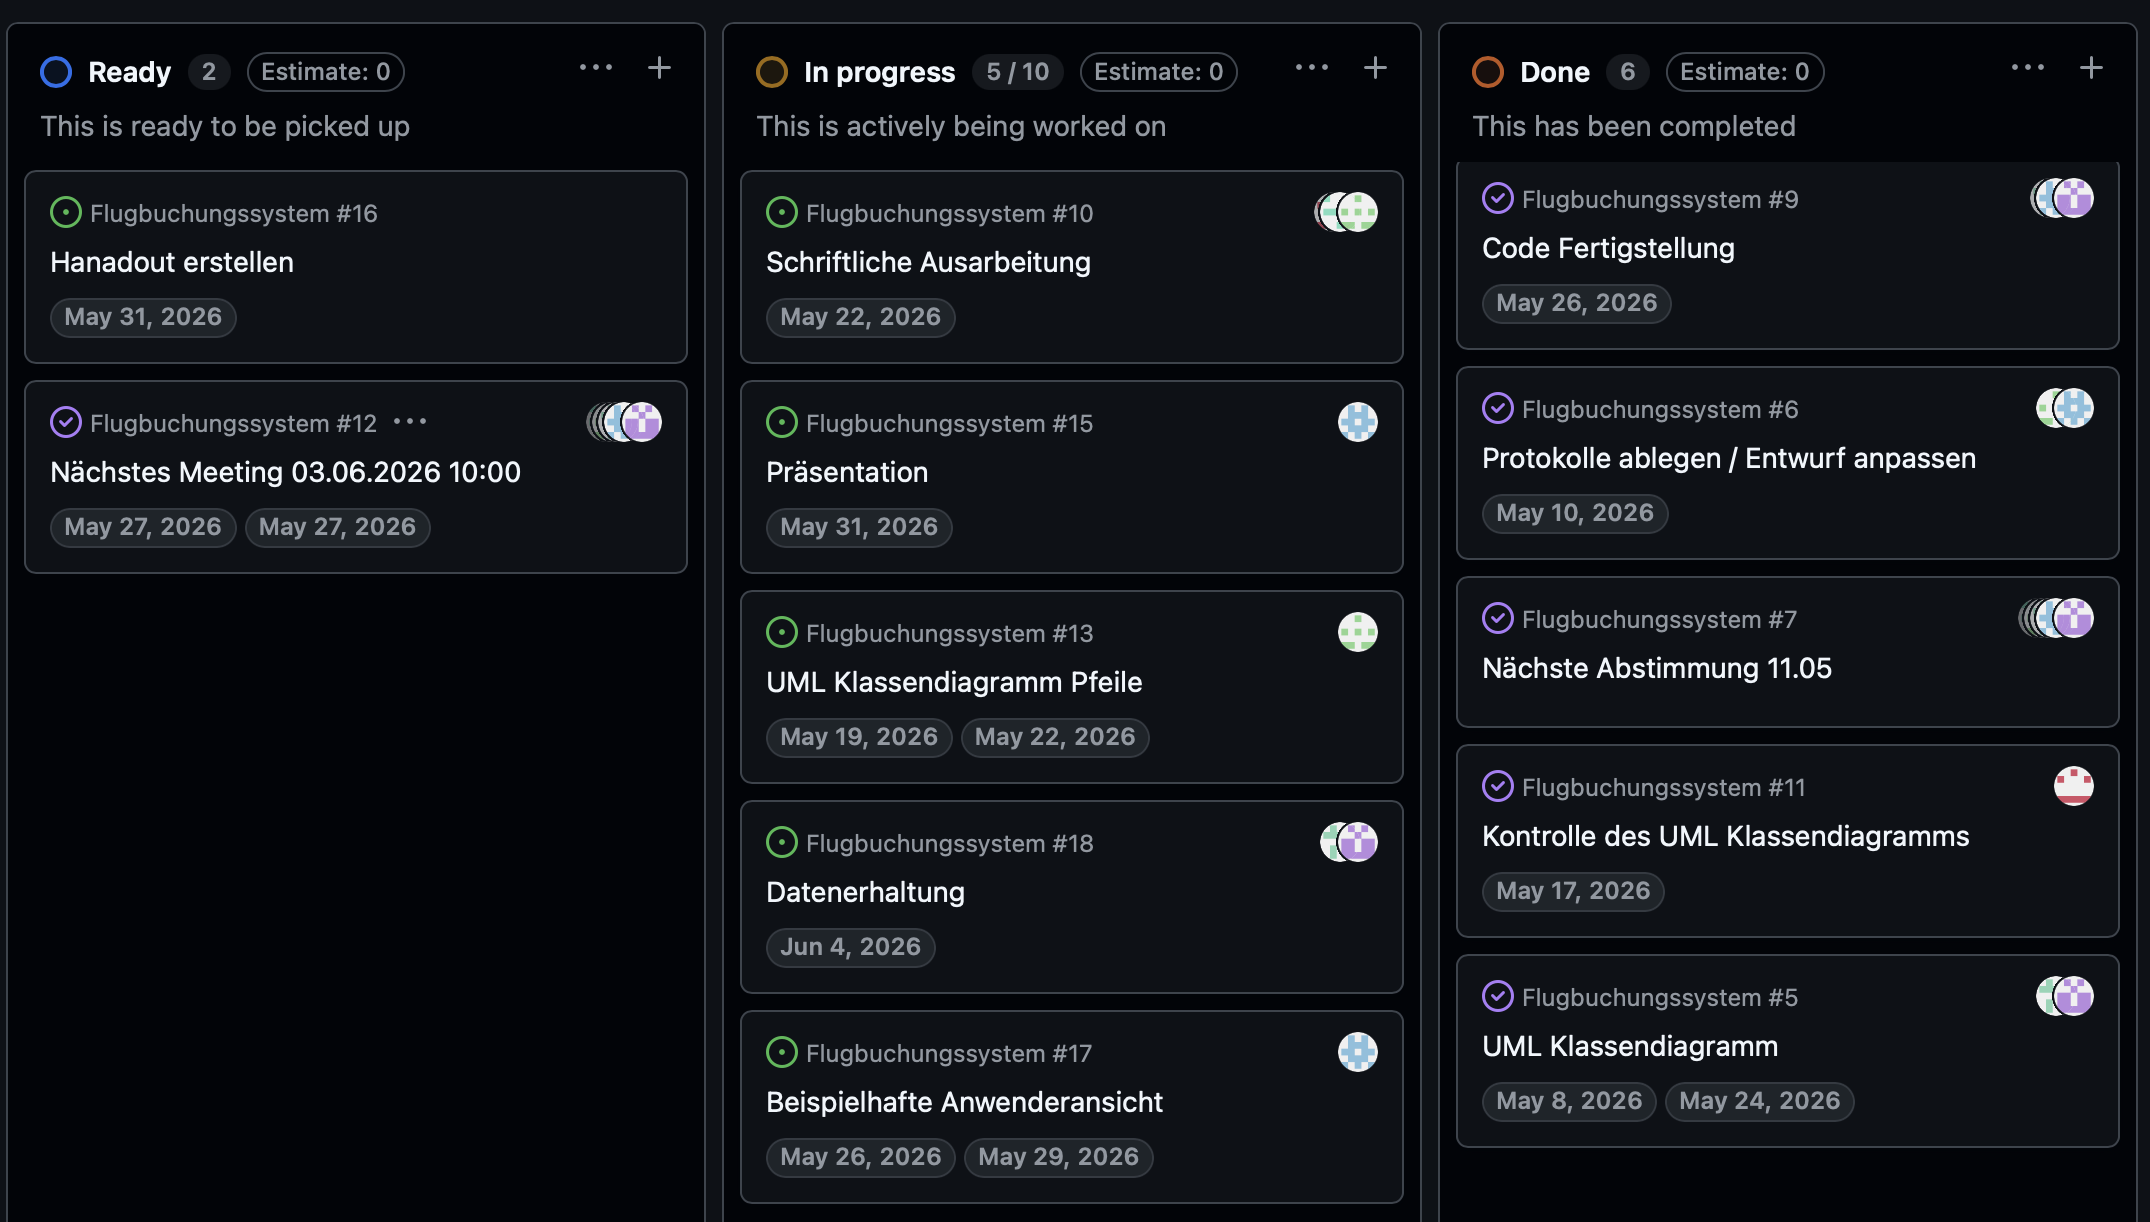 Ready 2 Estimate: 0
This is ready to be picked up
Flugbuchungssystem #16
Hanadout erstellen
May 31, 2026
Flugbuchungssystem #12
Nächstes Meeting 03.06.2026 10:00
May 27, 2026 May 27, 2026
In progress 5 / 10 Estimate: 0
This is actively being worked on
Flugbuchungssystem #10
Schriftliche Ausarbeitung
May 22, 2026
Flugbuchungssystem #15
Präsentation
May 31, 2026
Flugbuchungssystem #13
UML Klassendiagramm Pfeile
May 19, 2026 May 22, 2026
Flugbuchungssystem #18
Datenerhaltung
Jun 4, 2026
Flugbuchungssystem #17
Beispielhafte Anwenderansicht
May 26, 2026 May 29, 2026
Done 6 Estimate: 0
This has been completed
Flugbuchungssystem #9
Code Fertigstellung
May 26, 2026
Flugbuchungssystem #6
Protokolle ablegen / Entwurf anpassen
May 10, 2026
Flugbuchungssystem #7
Nächste Abstimmung 11.05
Flugbuchungssystem #11
Kontrolle des UML Klassendiagramms
May 17, 2026
Flugbuchungssystem #5
UML Klassendiagramm
May 8, 2026 May 24, 2026